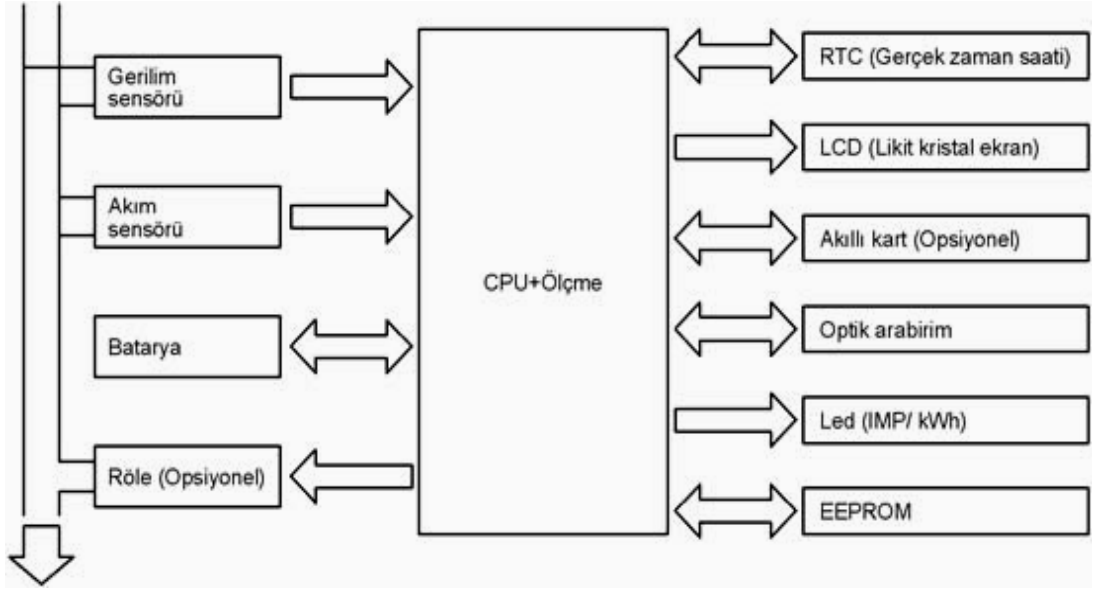 Gerilim
sensörü
Akım
sensörü
Batarya
Röle (Opsiyonel)
CPU+Ölçme
RTC (Gerçek zaman saati)
LCD (Likit kristal ekran)
Akıllı kart (Opsiyonel)
Optik arabirim
Led (IMP/ kWh)
EEPROM